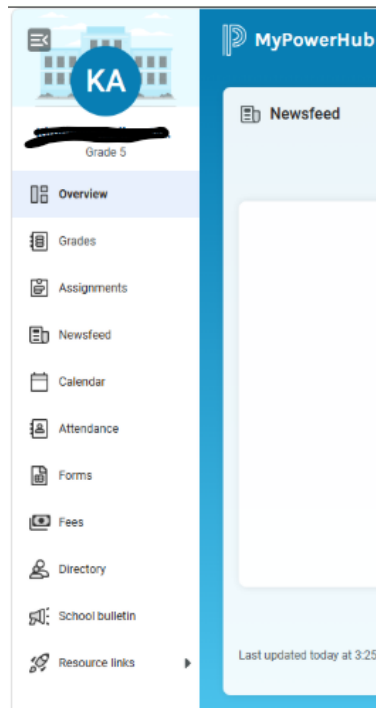 MyPowerHub
KA
Grade 5
Overview
Grades
Assignments
Newsfeed
Calendar
Attendance
Forms
Fees
Directory
School bulletin
Resource links
Newsfeed
Last updated today at 3:25